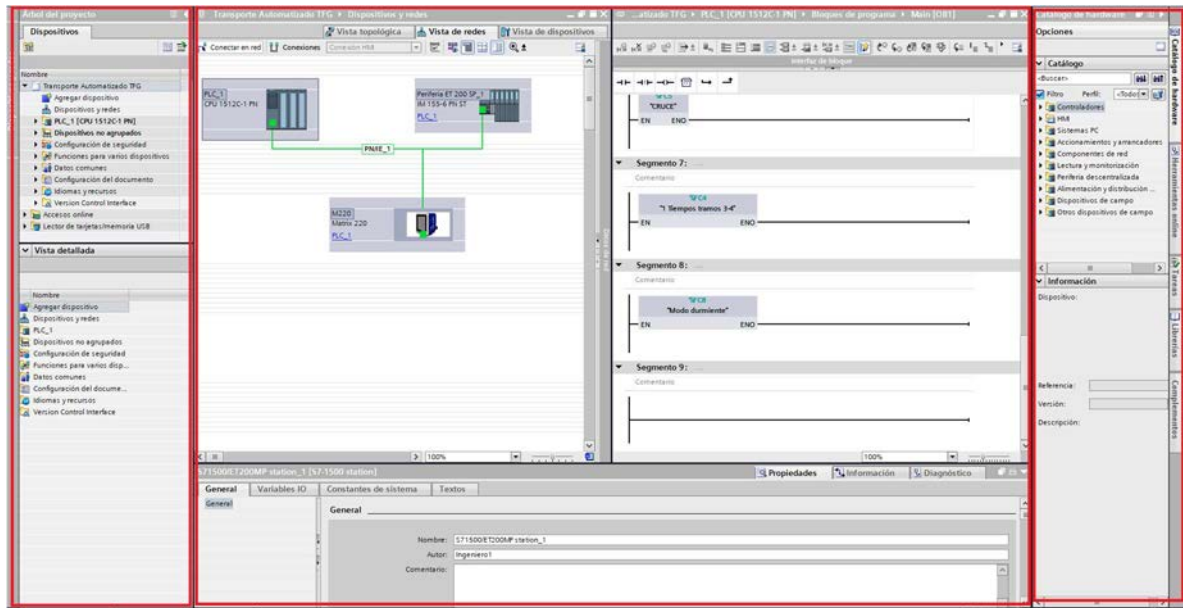 Árbol del proyecto
Dispositivos
Nombre
Transporte Automatizado TFG
Agregar dispositivo
Dispositivos y redes
PLC_1 [CPU 1512C-1 PN]
Dispositivos no agrupados
Configuración de seguridad
Funciones para varios dispositivos
Datos comunes
Configuración del documento
Idiomas y recursos
Version Control Interface
Accesos online
Lector de tarjetas/memoria USB
Vista detallada
Nombre
Agregar dispositivo
Dispositivos y redes
PLC_1
Dispositivos no agrupados
Configuración de seguridad
Funciones para varios disp...
Datos comunes
Configuración del docume...
Idiomas y recursos
Version Control Interface
Transporte Automatizado TFG ▸ Dispositivos y redes
Vista topológica
Vista de redes
Vista de dispositivos
Conectar en red
Conexiones
Conexión HMI
PLC_1
CPU 1512C-1 PN
Periferia ET 200 SP_1
IM 155-6 PN ST
PLC_1
PN/IE_1
M220
Matrix 220
PLC_1
100%
...atizado TFG ▸ PLC_1 [CPU 1512C-1 PN] ▸ Bloques de programa ▸ Main [OB1]
Interfaz de bloque
"CRUCE"
EN ENO
Segmento 7: ....
Comentario
%FC4
"1 Tiempos tramos 3-4"
EN ENO
Segmento 8: ....
Comentario
%FC8
"Modo durmiente"
EN ENO
Segmento 9: ....
Comentario
100%
S71500/ET200MP station_1 [S7-1500 station]
Propiedades
Información
Diagnóstico
General
Variables IO
Constantes de sistema
Textos
General
General
Nombre: S71500/ET200MP station_1
Autor: Ingeniero1
Comentario:
Catálogo de hardware
Opciones
Catálogo
<Buscar>
Filtro Perfil: <Todo
Controladores
HMI
Sistemas PC
Accionamientos y arrancadores
Componentes de red
Lectura y monitorización
Periferia descentralizada
Alimentación y distribución ...
Dispositivos de campo
Otros dispositivos de campo
Información
Dispositivo:
Referencia:
Versión:
Descripción:
Catálogo de hardware
Herramientas online
Tareas
Librerías
Complementos